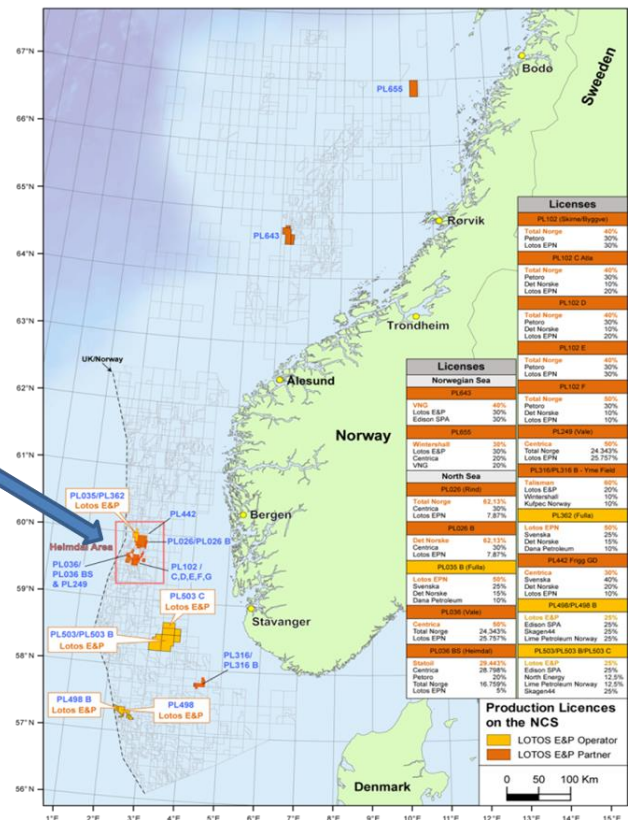 67°N
66°N
65°N
64°N
63°N
62°N
61°N
60°N
59°N
58°N
57°N
56°N
1°E 2°E 3°E 4°E 5°E 6°E 7°E 8°E 9°E 10°E 11°E 12°E 13°E 14°E 15°E
Bodø
Sweden
PL655
Rørvik
PL643
Trondheim
UK/Norway
Ålesund
Norway
PL035/PL362
Lotos E&P
PL442
Bergen
PL026/PL026 B
Heimdal Area
PL036/
PL036 BS
& PL249
PL102 /
C,D,E,F,G
PL503 C
Lotos E&P
Stavanger
PL503/PL503 B
Lotos E&P
PL316/
PL316 B
PL498 B
Lotos E&P
PL498
Lotos E&P
Denmark
Licenses
Norwegian Sea
PL643
VNG 40%
Lotos E&P 30%
Edison SPA 30%
PL655
Wintershall 30%
Lotos E&P 30%
Centrica 20%
VNG 20%
North Sea
PL026 (Rind)
Total Norge 62.13%
Centrica 30%
Lotos EPN 7.87%
PL026 B
Det Norske 62.13%
Centrica 30%
Lotos EPN 7.87%
PL035 B (Fulla)
Lotos EPN 50%
Svenska 25%
Det Norske 15%
Dana Petroleum 10%
PL036 (Vale)
Centrica 50%
Total Norge 24.343%
Lotos EPN 25.757%
PL036 BS (Heimdal)
Statoil 29.443%
Centrica 28.798%
Petoro 20%
Total Norge 16.759%
Lotos EPN 5%
Licenses
PL102 (Skirne/Byggve)
Total Norge 40%
Petoro 30%
Lotos EPN 30%
PL102 C Atla
Total Norge 40%
Petoro 30%
Det Norske 10%
Lotos EPN 20%
PL102 D
Total Norge 40%
Petoro 30%
Det Norske 10%
Lotos EPN 20%
PL102 E
Total Norge 40%
Petoro 30%
Lotos EPN 30%
PL102 F
Total Norge 50%
Petoro 30%
Det Norske 10%
Lotos EPN 10%
PL249 (Vale)
Centrica 50%
Total Norge 24.343%
Lotos EPN 25.757%
PL316/PL316 B - Yme Field
Talisman 60%
Lotos E&P 20%
Wintershall 10%
Kufpec Norway 10%
PL362 (Fulla)
Lotos EPN 50%
Svenska 25%
Det Norske 15%
Dana Petroleum 10%
PL442 Frigg GD
Centrica 30%
Svenska 40%
Det Norske 20%
Lotos EPN 10%
PL498/PL498 B
Lotos E&P 25%
Edison SPA 25%
Skagen44 25%
Lime Petroleum Norway 25%
PL503/PL503 B/PL503 C
Lotos E&P 25%
Edison SPA 25%
North Energy 12.5%
Lime Petroleum Norway 12.5%
Skagen44 25%
Production Licences
on the NCS
LOTOS E&P Operator
LOTOS E&P Partner
0 50 100 Km